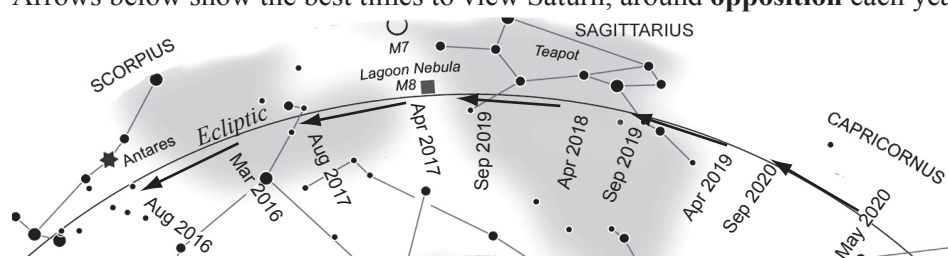 Arrows below show the best times to view Saturn, around opposition each yea
SCORPIUS
M7
SAGITTARIUS
Teapot
Lagoon Nebula
M8
Ecliptic
Antares
CAPRICORNUS
Aug 2016
Mar 2016
Aug 2017
Apr 2017
Sep 2019
Apr 2018
Sep 2019
Apr 2019
Sep 2020
May 2020